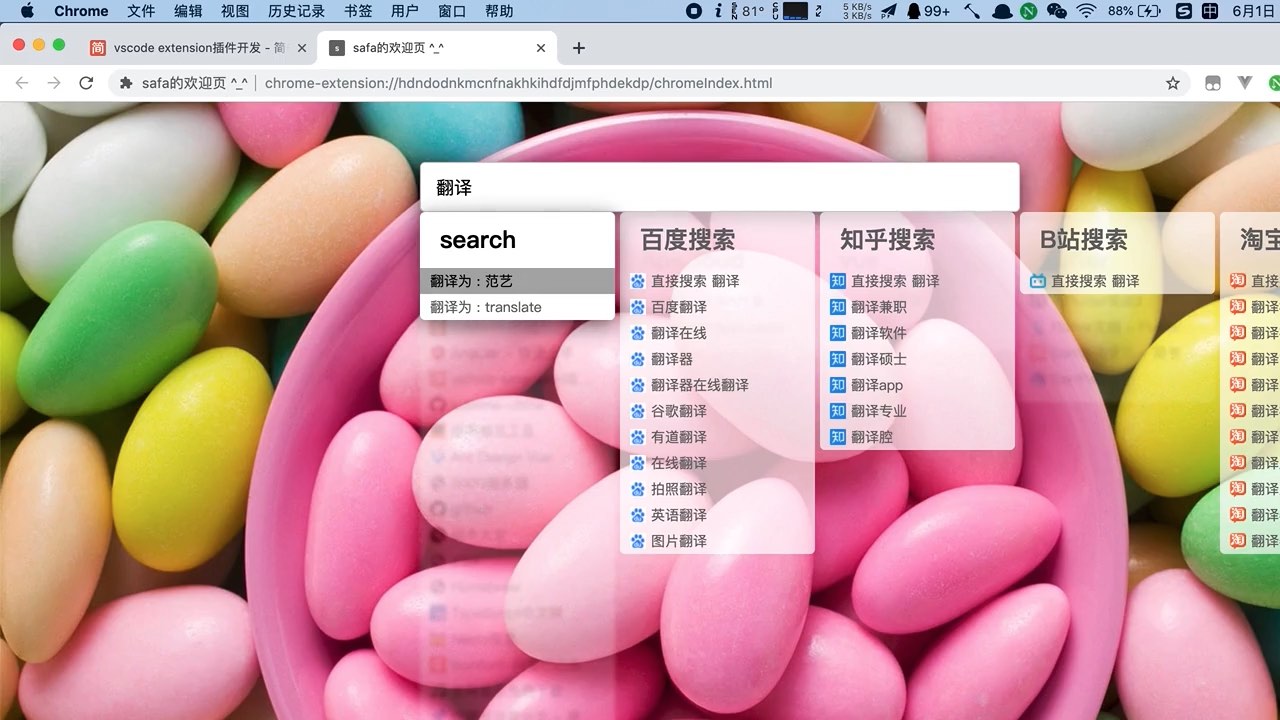 Chrome 文件 编辑 视图 历史记录 书签 用户 窗口 帮助 81° 5 KB/s 3 KB/s 99+ 88% 6月1日
vscode extension插件开发 - 简
safa的欢迎页 ^_^
safa的欢迎页 ^_^ chrome-extension://hdndodnkmcnfnakhkihdfdjmfphdekdp/chromeIndex.html
翻译
search
翻译为：范艺
翻译为：translate
百度搜索
直接搜索 翻译
百度翻译
翻译在线
翻译器
翻译器在线翻译
谷歌翻译
有道翻译
在线翻译
拍照翻译
英语翻译
图片翻译
知乎搜索
直接搜索 翻译
翻译兼职
翻译软件
翻译硕士
翻译app
翻译专业
翻译腔
B站搜索
直接搜索 翻译
淘宝
直接
翻译
翻译
翻译
翻译
翻译
翻译
翻译
翻译
翻译
翻译